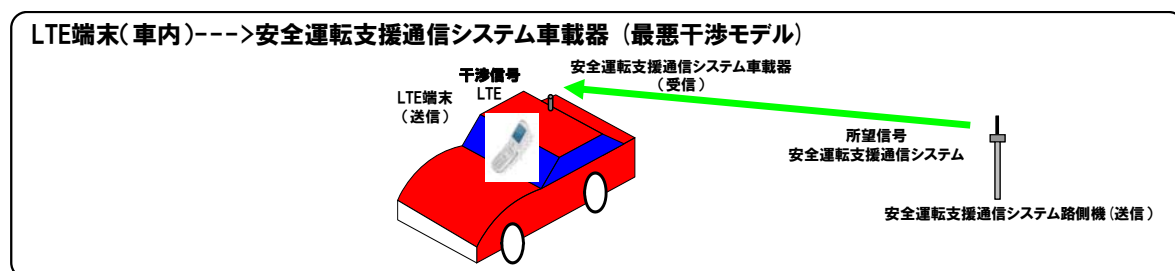 LTE端末(車内)--->安全運転支援通信システム車載器 (最悪干渉モデル)
安全運転支援通信システム車載器
(受信)
干渉信号
LTE
LTE端末
(送信)
所望信号
安全運転支援通信システム
安全運転支援通信システム路側機(送信)